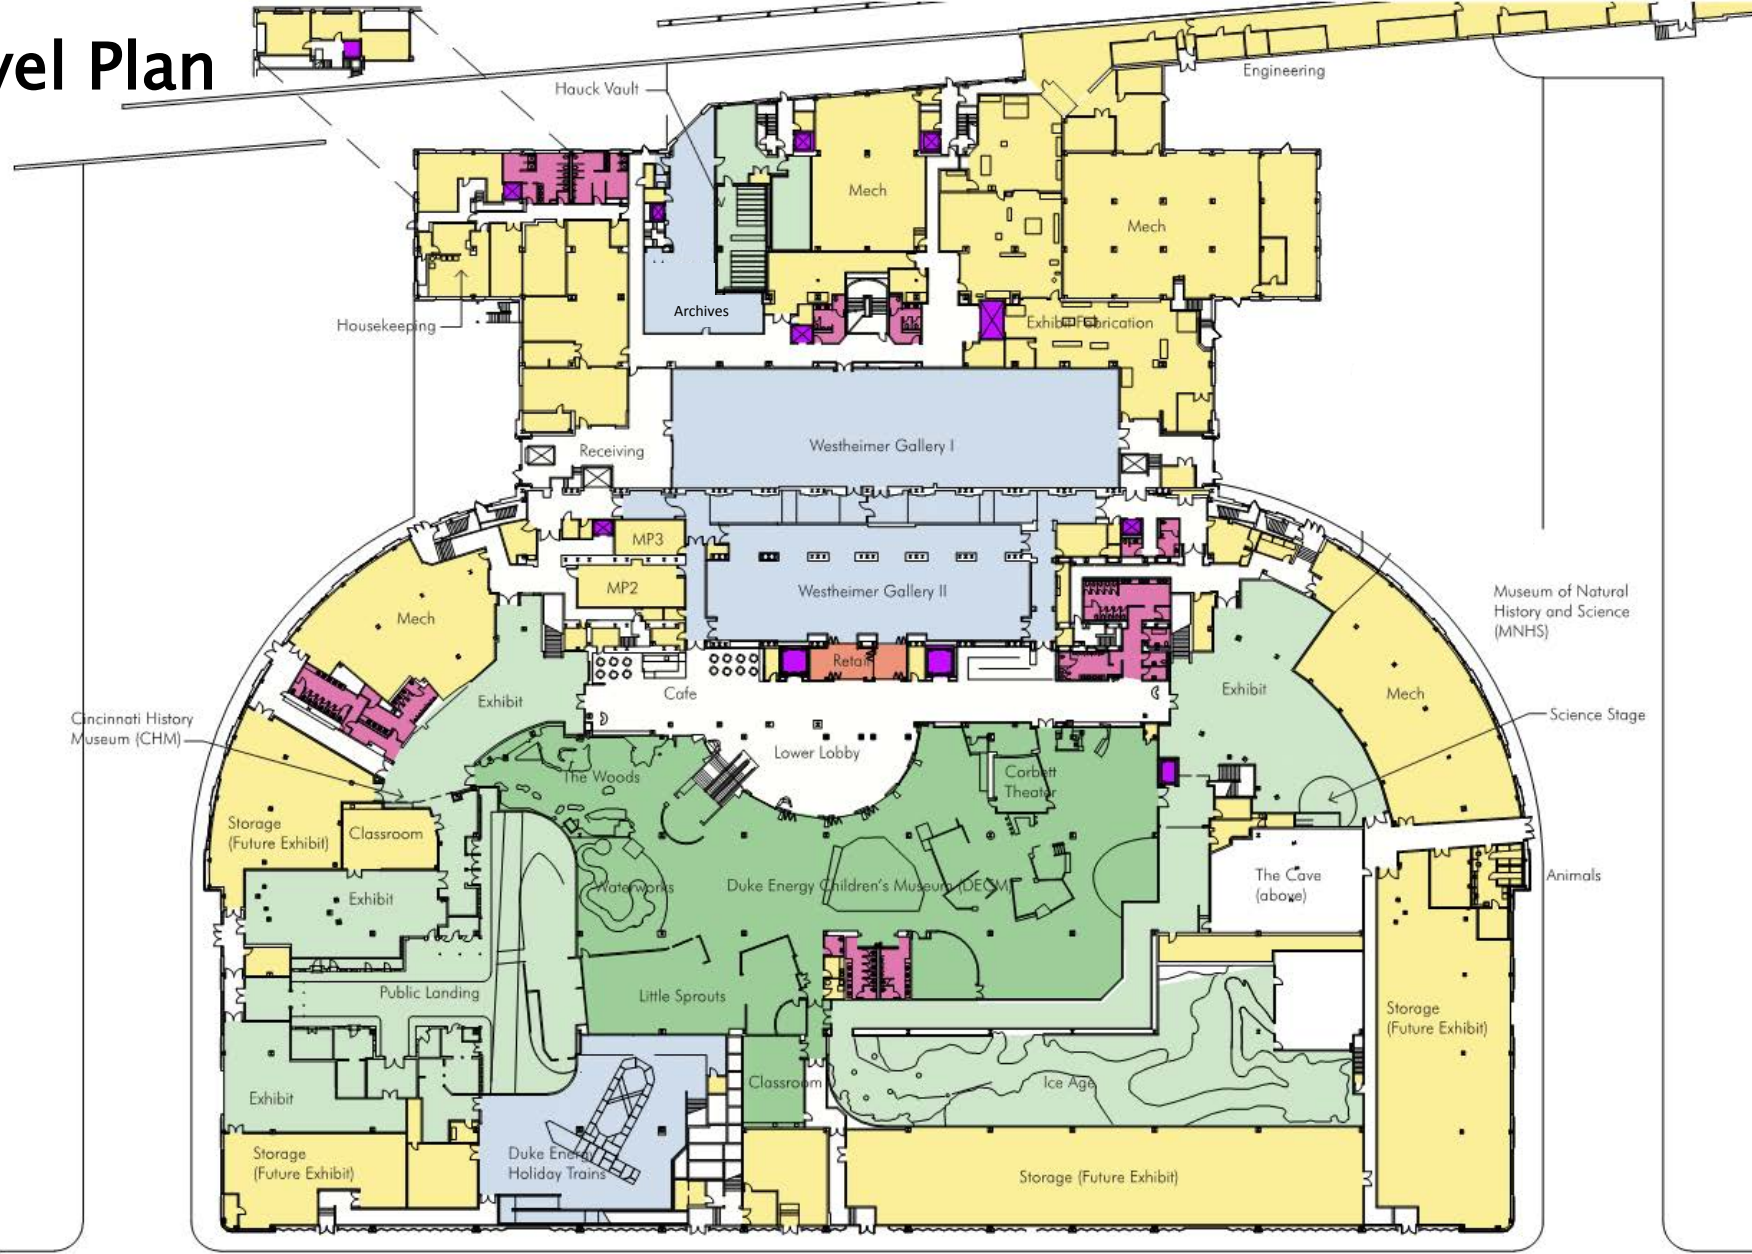 vel Plan
Hauck Vault
Engineering
Mech
Mech
Archives
Housekeeping
Exhibit Fabrication
Receiving
Westheimer Gallery I
MP3
MP2
Westheimer Gallery II
Museum of Natural
History and Science
(MNHS)
Mech
Retail
Cafe
Exhibit
Exhibit
Mech
Science Stage
Cincinnati History
Museum (CHM)
Lower Lobby
The Woods
Corbett
Theater
Storage
(Future Exhibit)
Classroom
Waterworks
Duke Energy Children's Museum (DECM)
The Cave
(above)
Animals
Exhibit
Public Landing
Little Sprouts
Storage
(Future Exhibit)
Classroom
Ice Age
Exhibit
Storage
(Future Exhibit)
Duke Energy
Holiday Trains
Storage (Future Exhibit)